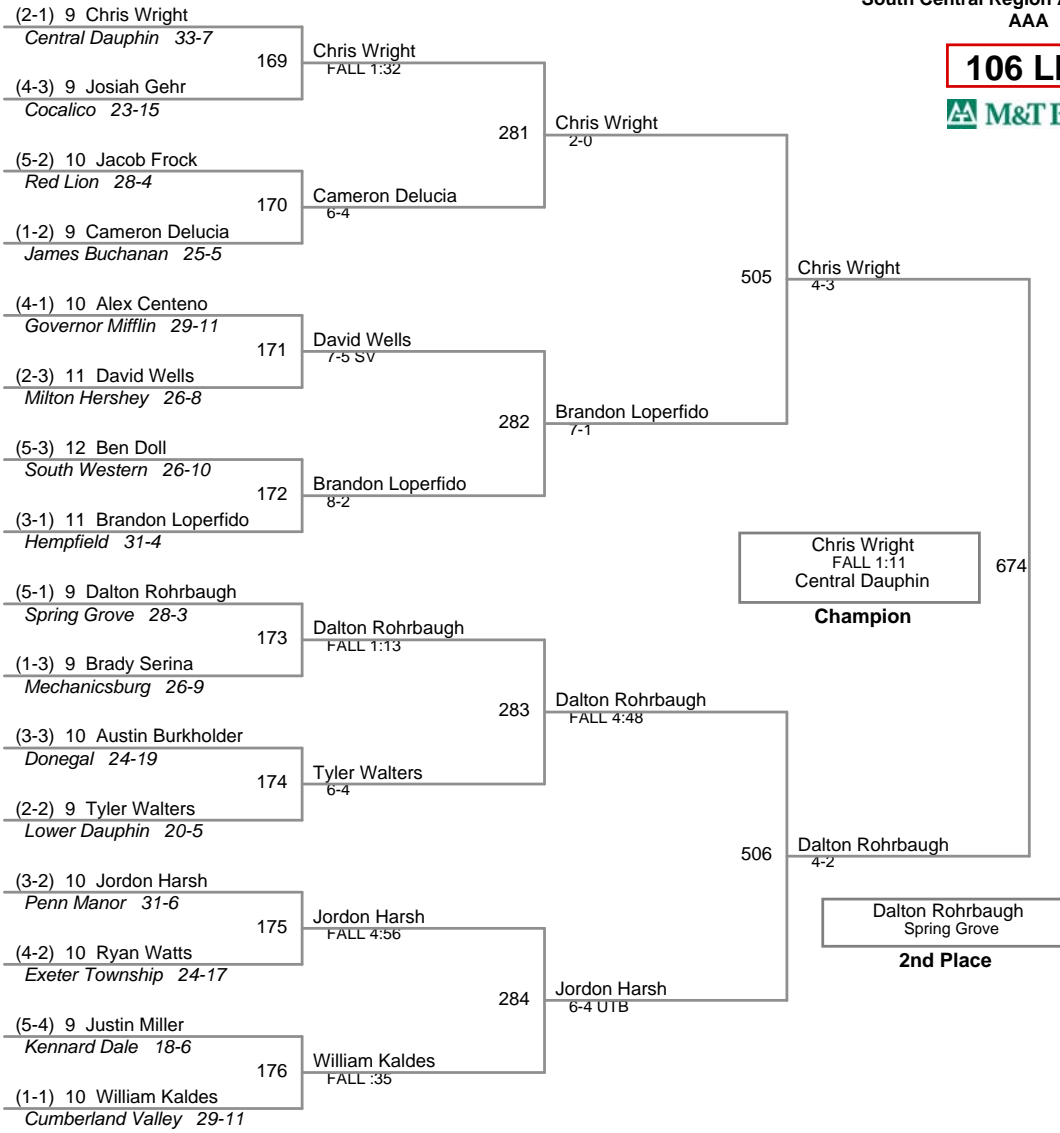 South Central Region
AAA
106
M&T
(2-1) 9 Chris Wright
Central Dauphin 33-7
169
Chris Wright
FALL 1:32
(4-3) 9 Josiah Gehr
Cocalico 23-15
281
Chris Wright
2-0
(5-2) 10 Jacob Frock
Red Lion 28-4
170
Cameron Delucia
6-4
(1-2) 9 Cameron Delucia
James Buchanan 25-5
505
Chris Wright
4-3
(4-1) 10 Alex Centeno
Governor Mifflin 29-11
171
David Wells
7-5 SV
(2-3) 11 David Wells
Milton Hershey 26-8
282
Brandon Loperfido
7-1
(5-3) 12 Ben Doll
South Western 26-10
172
Brandon Loperfido
8-2
(3-1) 11 Brandon Loperfido
Hempfield 31-4
Chris Wright
FALL 1:11
Central Dauphin
674
Champion
(5-1) 9 Dalton Rohrbaugh
Spring Grove 28-3
173
Dalton Rohrbaugh
FALL 1:13
(1-3) 9 Brady Serina
Mechanicsburg 26-9
283
Dalton Rohrbaugh
FALL 4:48
(3-3) 10 Austin Burkholder
Donegal 24-19
174
Tyler Walters
6-4
(2-2) 9 Tyler Walters
Lower Dauphin 20-5
506
Dalton Rohrbaugh
4-2
(3-2) 10 Jordon Harsh
Penn Manor 31-6
175
Jordon Harsh
FALL 4:56
Dalton Rohrbaugh
Spring Grove
2nd Place
(4-2) 10 Ryan Watts
Exeter Township 24-17
284
Jordon Harsh
6-4 UTB
(5-4) 9 Justin Miller
Kennard Dale 18-6
176
William Kaldes
FALL :35
(1-1) 10 William Kaldes
Cumberland Valley 29-11